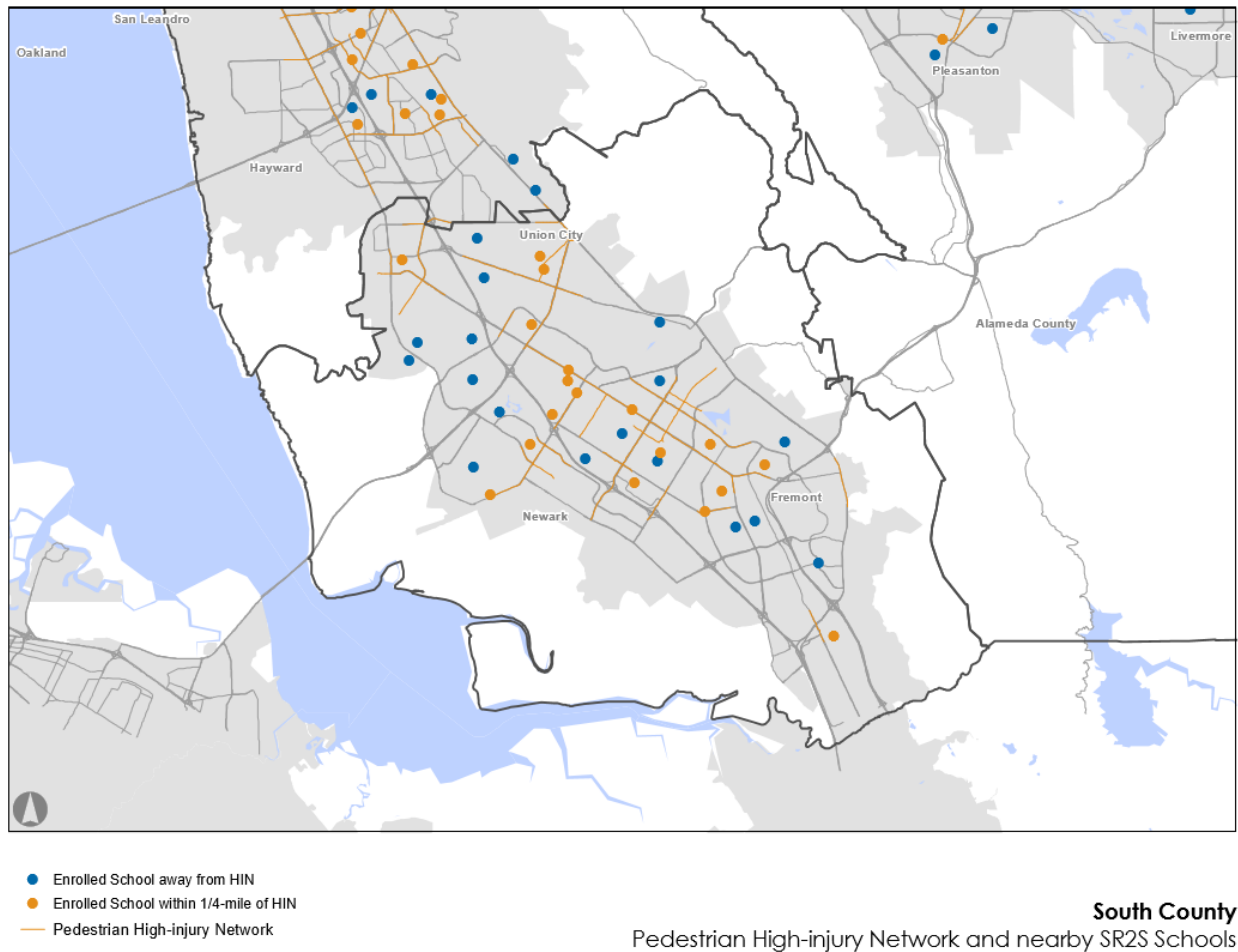 San Leandro
Oakland
Livermore
Pleasanton
Hayward
Union City
Alameda County
Fremont
Newark
Enrolled School away from HIN
Enrolled School within 1/4-mile of HIN
Pedestrian High-injury Network
South County
Pedestrian High-injury Network and nearby SR2S Schools